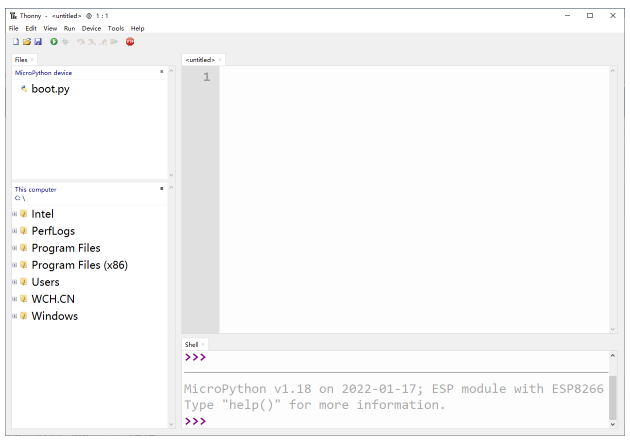 Thonny - <untitled> @ 1 : 1
File Edit View Run Device Tools Help
Files
MicroPython device
boot.py
This computer
C: \
Intel
PerfLogs
Program Files
Program Files (x86)
Users
WCH.CN
Windows
<untitled>
1
Shell
>>>
MicroPython v1.18 on 2022-01-17; ESP module with ESP8266
Type "help()" for more information.
>>>